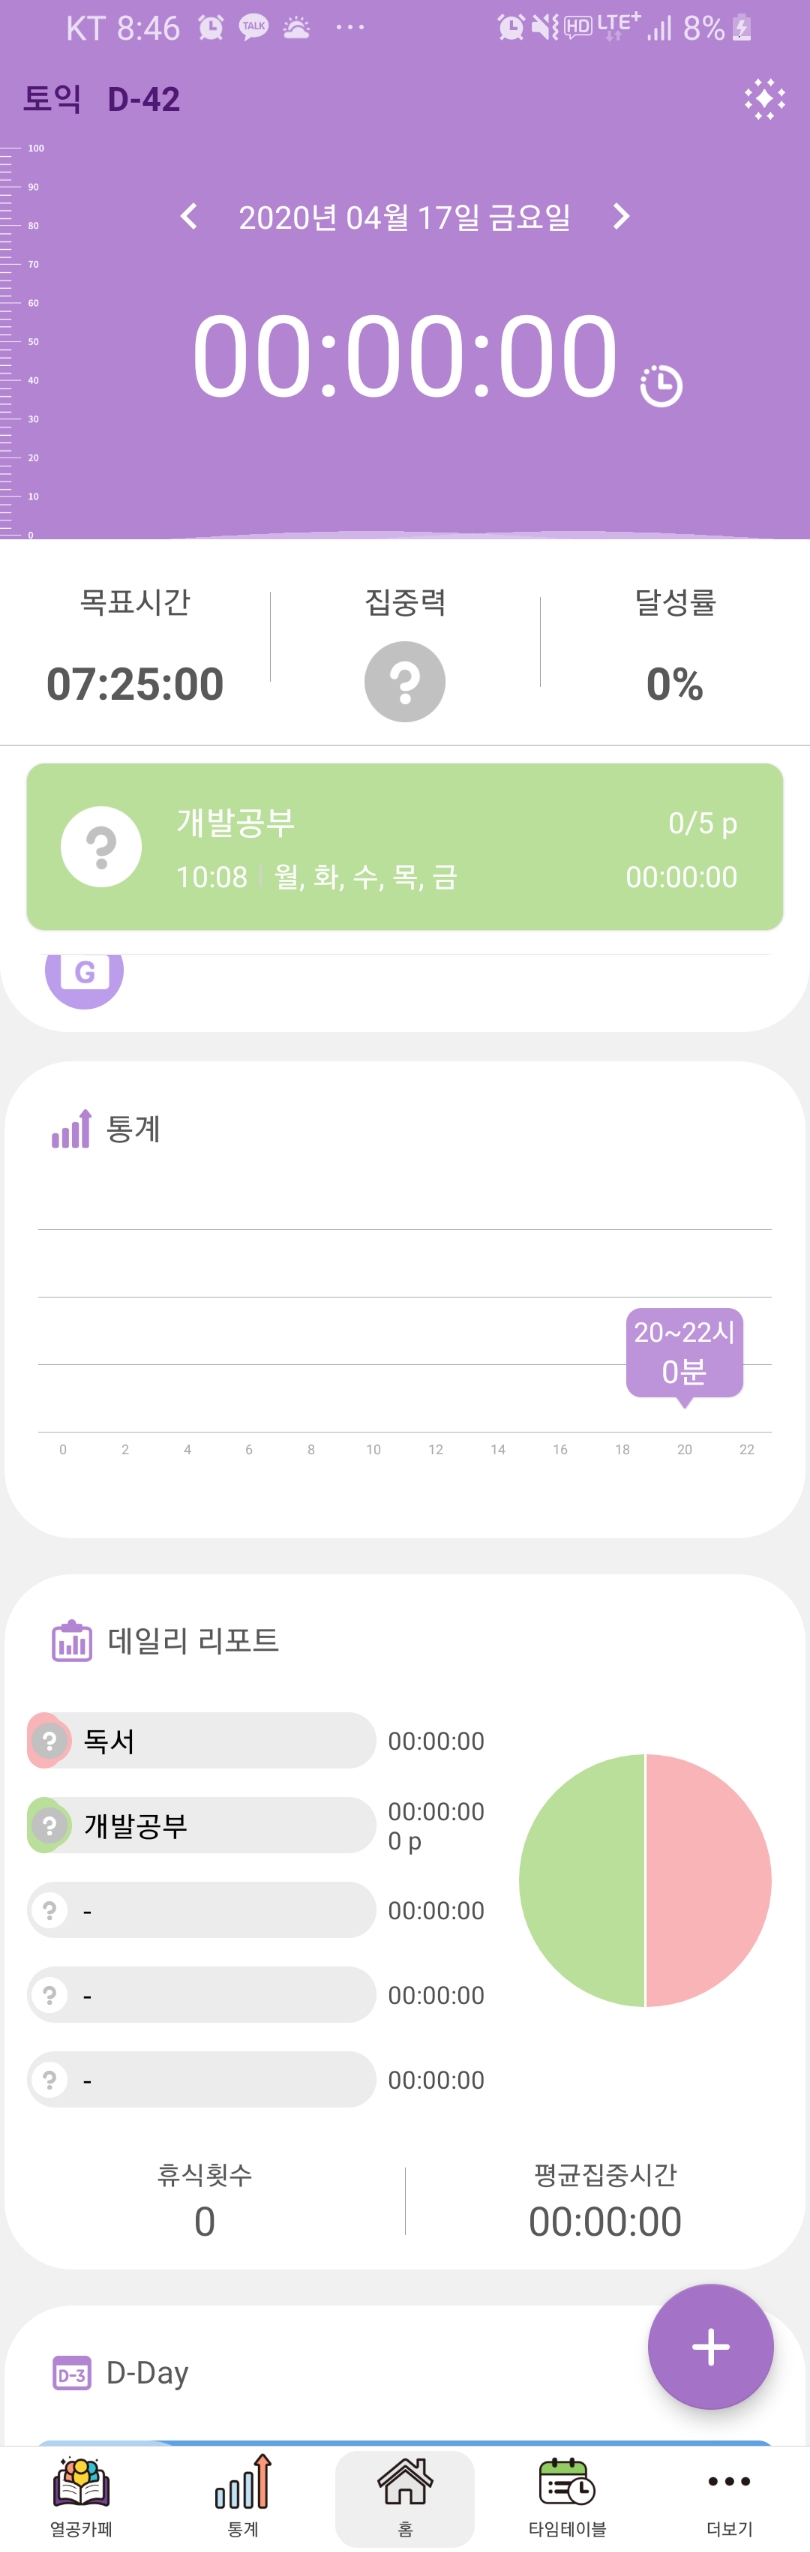 KT 8:46 TALK ··· HD LTE+ 8%
토익 D-42
100
90
80
70
60
50
40
30
20
10
0
2020년 04월 17일 금요일
00:00:00
목표시간 집중력 달성률
07:25:00 ? 0%
? 개발공부 0/5 p
10:08 | 월, 화, 수, 목, 금 00:00:00
G
통계
20~22시
0분
0 2 4 6 8 10 12 14 16 18 20 22
데일리 리포트
? 독서 00:00:00
? 개발공부 00:00:00
0 p
? - 00:00:00
? - 00:00:00
? - 00:00:00
휴식횟수 평균집중시간
0 00:00:00
+
D-3 D-Day
열공카페 통계 홈 타임테이블 더보기